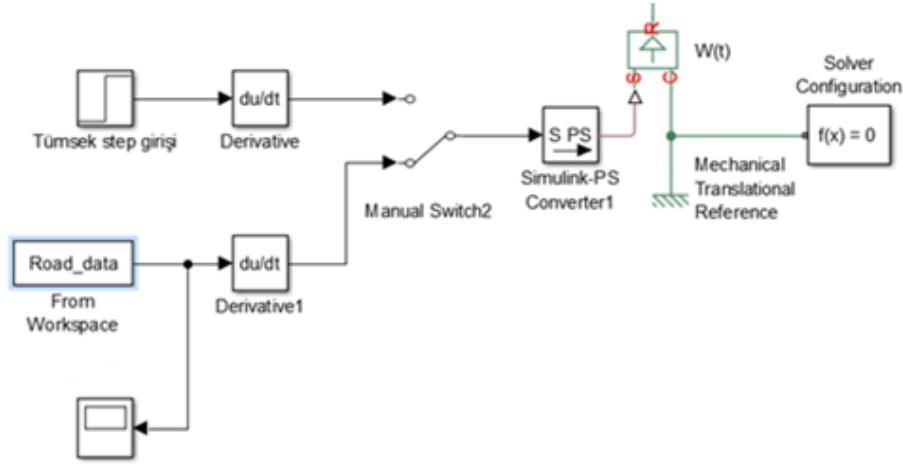 R
W(t)
S
C
Solver
Configuration
f(x) = 0
du/dt
Tümsek step girişi
Derivative
S PS
Simulink-PS
Converter1
Mechanical
Translational
Reference
Manual Switch2
Road_data
From
Workspace
du/dt
Derivative1